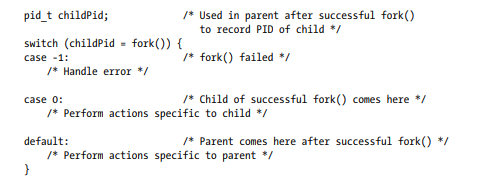 pid_t childPid;             /* Used in parent after successful fork()
                               to record PID of child */
switch (childPid = fork()) {
case -1:                    /* fork() failed */
    /* Handle error */

case 0:                     /* Child of successful fork() comes here */
    /* Perform actions specific to child */

default:                    /* Parent comes here after successful fork() */
    /* Perform actions specific to parent */
}